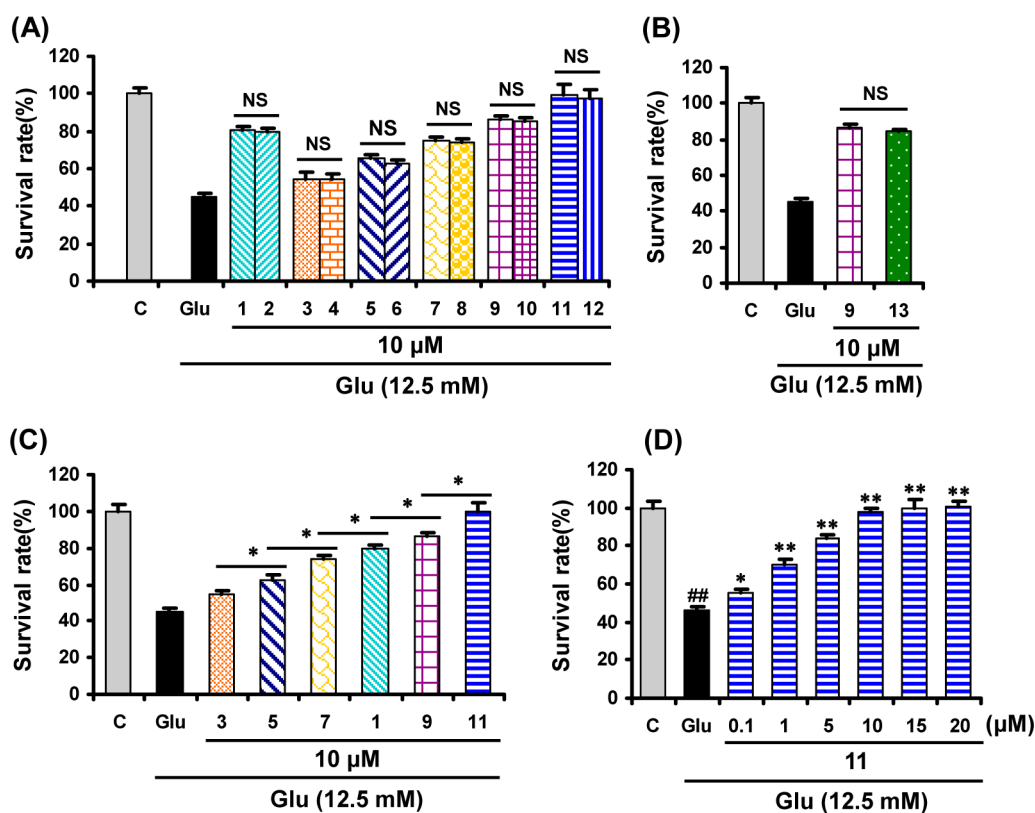 (A)
Survival rate(%)
120
100
80
60
40
20
0
NS
NS
NS
NS
NS
NS
C
Glu
1 2 3 4 5 6 7 8 9 10 11 12
10 µM
Glu (12.5 mM)
(B)
Survival rate(%)
120
100
80
60
40
20
0
NS
C
Glu
9
13
10 µM
Glu (12.5 mM)
(C)
Survival rate(%)
120
100
80
60
40
20
0
*
*
*
*
*
C
Glu
3 5 7 1 9 11
10 µM
Glu (12.5 mM)
(D)
Survival rate(%)
120
100
80
60
40
20
0
##
*
**
**
**
**
**
C
Glu
0.1 1 5 10 15 20 (µM)
11
Glu (12.5 mM)